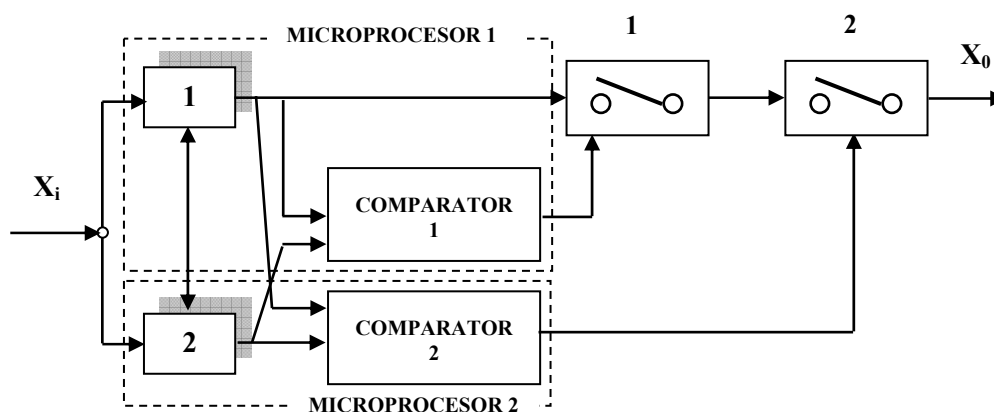 MICROPROCESOR 1
1
2
X₀
1
Xᵢ
COMPARATOR
1
COMPARATOR
2
2
MICROPROCESOR 2